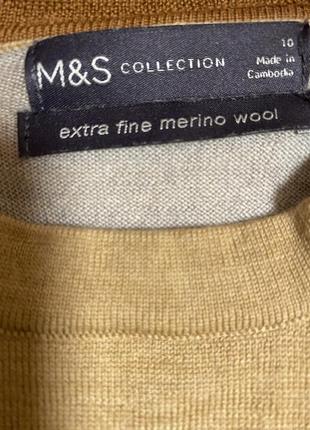 M&S COLLECTION
10
Made in
Cambodia
extra fine merino wool